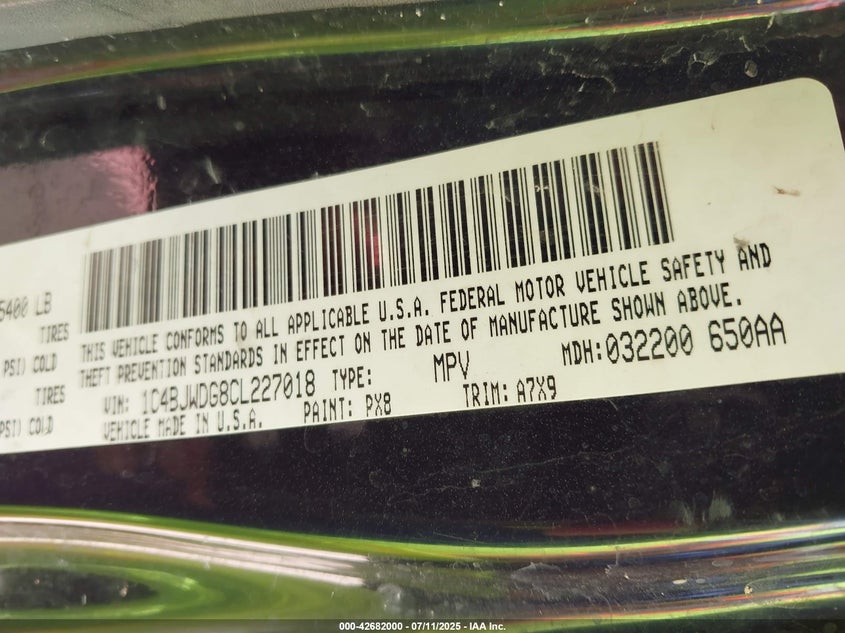 5400 LB
TIRES
PSI) COLD
TIRES
PSI) COLD
THIS VEHICLE CONFORMS TO ALL APPLICABLE U.S.A. FEDERAL MOTOR VEHICLE SAFETY AND
THEFT PREVENTION STANDARDS IN EFFECT ON THE DATE OF MANUFACTURE SHOWN ABOVE.
VIN: 1C4BJWDG8CL227018 TYPE: MPV MDH: 032200 650AA
VEHICLE MADE IN U.S.A. PAINT: PX8 TRIM: A7X9
000-42682000 - 07/11/2025 - IAA Inc.